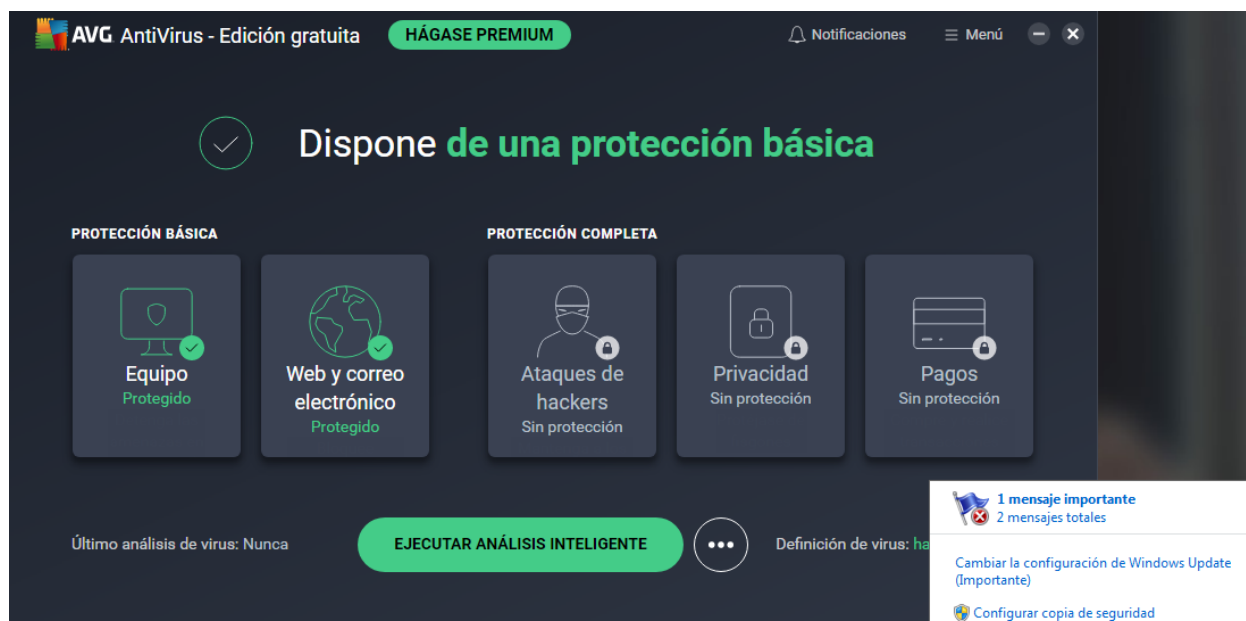 AVG AntiVirus - Edición gratuita HÁGASE PREMIUM Notificaciones Menú
Dispone de una protección básica
PROTECCIÓN BÁSICA
PROTECCIÓN COMPLETA
Equipo
Protegido
Web y correo
electrónico
Protegido
Ataques de
hackers
Sin protección
Privacidad
Sin protección
Pagos
Sin protección
Último análisis de virus: Nunca
EJECUTAR ANÁLISIS INTELIGENTE
Definición de virus:
1 mensaje importante
2 mensajes totales
Cambiar la configuración de Windows Update
(Importante)
Configurar copia de seguridad